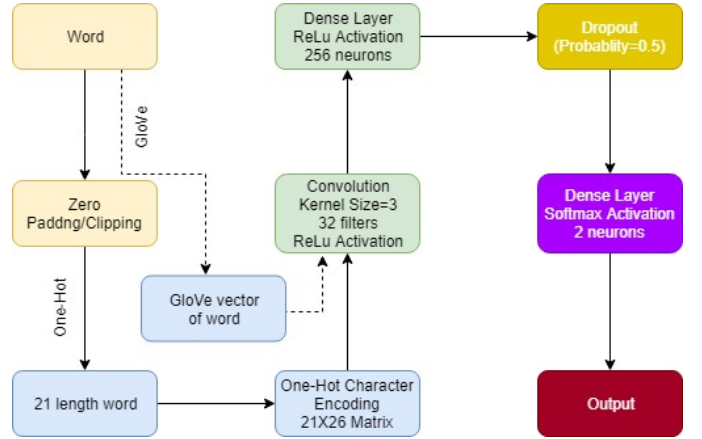 Word
GloVe
Zero
Paddng/Clipping
One-Hot
21 length word
GloVe vector
of word
One-Hot Character
Encoding
21X26 Matrix
Convolution
Kernel Size=3
32 filters
ReLu Activation
Dense Layer
ReLu Activation
256 neurons
Dropout
(Probablity=0.5)
Dense Layer
Softmax Activation
2 neurons
Output